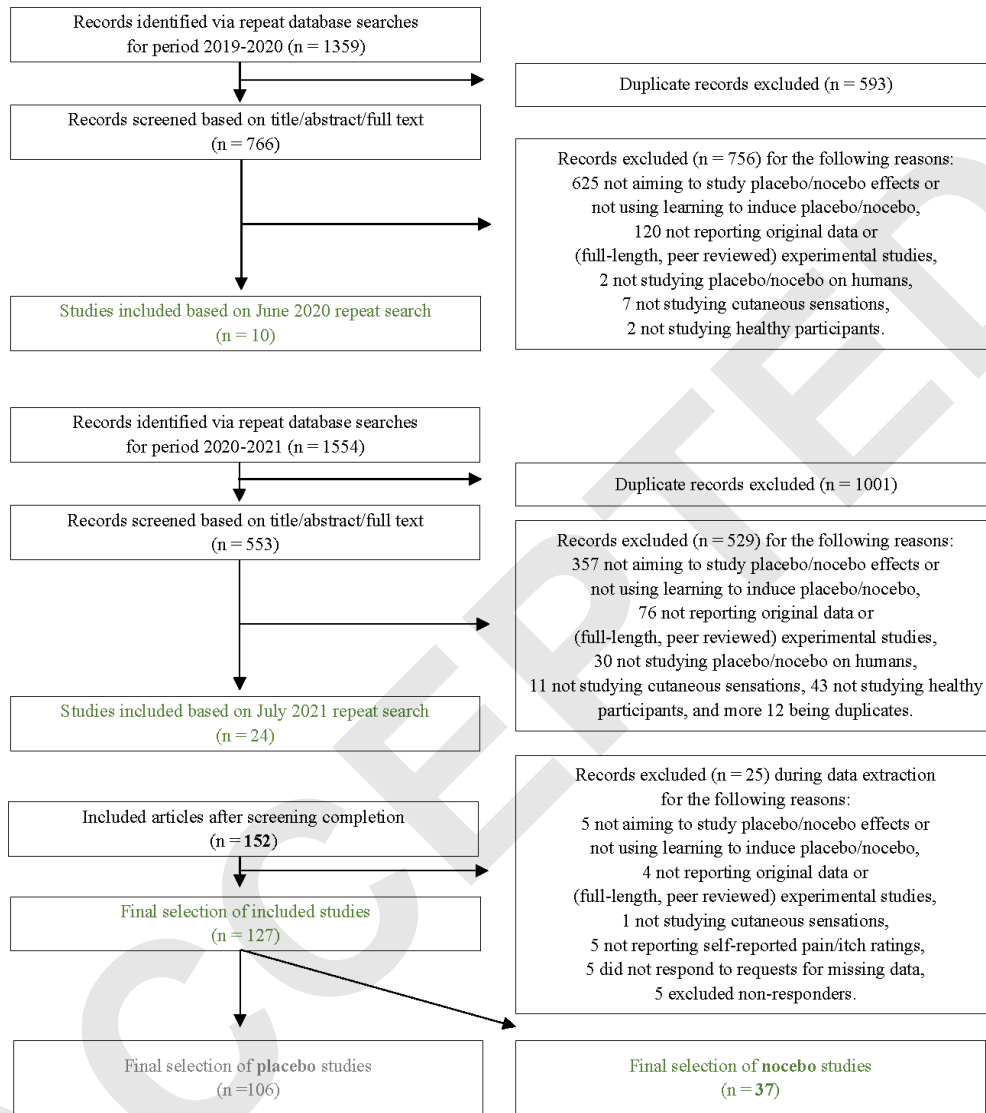 Records identified via repeat database searches
for period 2019-2020 (n = 1359)
Duplicate records excluded (n = 593)
Records screened based on title/abstract/full text
(n = 766)
Records excluded (n = 756) for the following reasons:
625 not aiming to study placebo/nocebo effects or
not using learning to induce placebo/nocebo,
120 not reporting original data or
(full-length, peer reviewed) experimental studies,
2 not studying placebo/nocebo on humans,
7 not studying cutaneous sensations,
2 not studying healthy participants.
Studies included based on June 2020 repeat search
(n = 10)
Records identified via repeat database searches
for period 2020-2021 (n = 1554)
Duplicate records excluded (n = 1001)
Records screened based on title/abstract/full text
(n = 553)
Records excluded (n = 529) for the following reasons:
357 not aiming to study placebo/nocebo effects or
not using learning to induce placebo/nocebo,
76 not reporting original data or
(full-length, peer reviewed) experimental studies,
30 not studying placebo/nocebo on humans,
11 not studying cutaneous sensations, 43 not studying healthy
participants, and more 12 being duplicates.
Studies included based on July 2021 repeat search
(n = 24)
Included articles after screening completion
(n = 152)
Records excluded (n = 25) during data extraction
for the following reasons:
5 not aiming to study placebo/nocebo effects or
not using learning to induce placebo/nocebo,
4 not reporting original data or
(full-length, peer reviewed) experimental studies,
1 not studying cutaneous sensations,
5 not reporting self-reported pain/itch ratings,
5 did not respond to requests for missing data,
5 excluded non-responders.
Final selection of included studies
(n = 127)
Final selection of placebo studies
(n =106)
Final selection of nocebo studies
(n = 37)
CCEPTED